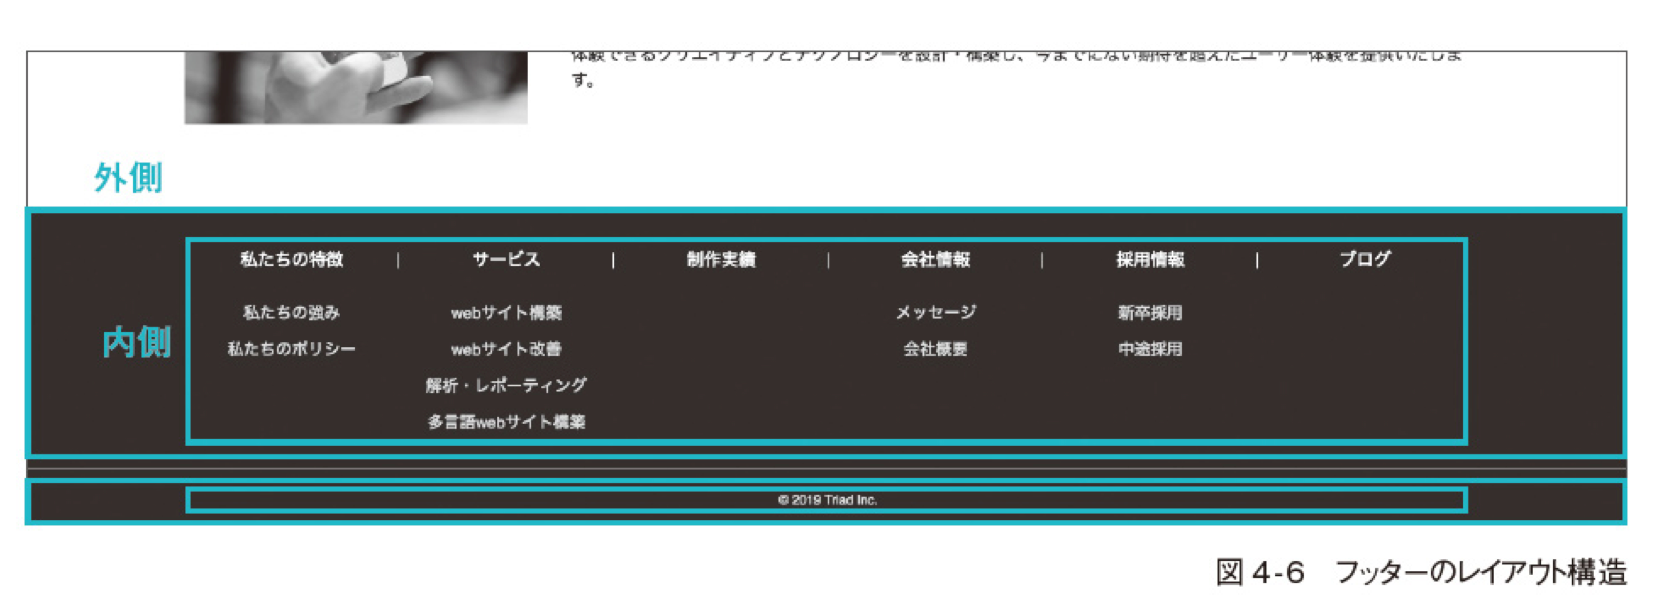 体験できるクリエイティブとテクノロジーを設計・構築し、今までにない期待を超えたユーザー体験を提供いたしま
す。
外側
私たちの特徴 | サービス | 制作実績 | 会社情報 | 採用情報 | ブログ
内側
私たちの強み webサイト構築 メッセージ 新卒採用
私たちのポリシー webサイト改善 会社概要 中途採用
解析・レポーティング
多言語webサイト構築
© 2019 Triad Inc.
図 4-6 フッターのレイアウト構造